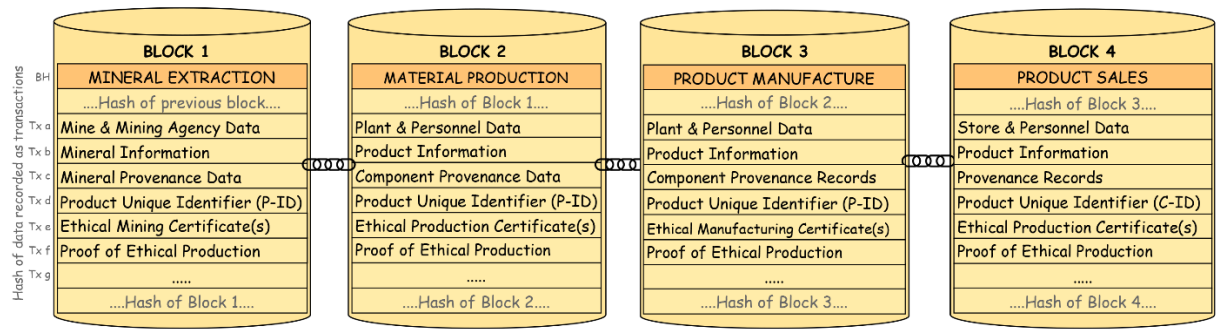 Hash of data recorded as transactions
BH
Tx a
Tx b
Tx c
Tx d
Tx e
Tx f
Tx g
BLOCK 1
MINERAL EXTRACTION
....Hash of previous block....
Mine & Mining Agency Data
Mineral Information
Mineral Provenance Data
Product Unique Identifier (P-ID)
Ethical Mining Certificate(s)
Proof of Ethical Production
.....
....Hash of Block 1....
BLOCK 2
MATERIAL PRODUCTION
....Hash of Block 1....
Plant & Personnel Data
Product Information
Component Provenance Data
Product Unique Identifier (P-ID)
Ethical Production Certificate(s)
Proof of Ethical Production
.....
....Hash of Block 2....
BLOCK 3
PRODUCT MANUFACTURE
....Hash of Block 2....
Plant & Personnel Data
Product Information
Component Provenance Records
Product Unique Identifier (P-ID)
Ethical Manufacturing Certificate(s)
Proof of Ethical Production
.....
....Hash of Block 3....
BLOCK 4
PRODUCT SALES
....Hash of Block 3....
Store & Personnel Data
Product Information
Provenance Records
Product Unique Identifier (C-ID)
Ethical Production Certificate(s)
Proof of Ethical Production
.....
....Hash of Block 4....